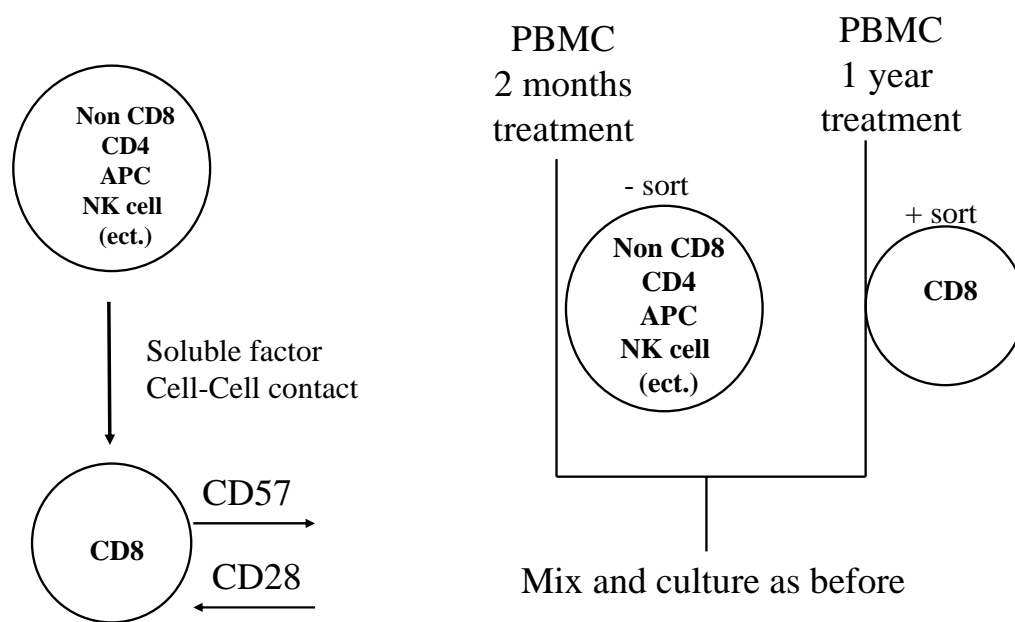 Non CD8
CD4
APC
NK cell
(ect.)
Soluble factor
Cell-Cell contact
CD8
CD57
CD28
PBMC
2 months
treatment
PBMC
1 year
treatment
- sort
Non CD8
CD4
APC
NK cell
(ect.)
+ sort
CD8
Mix and culture as before